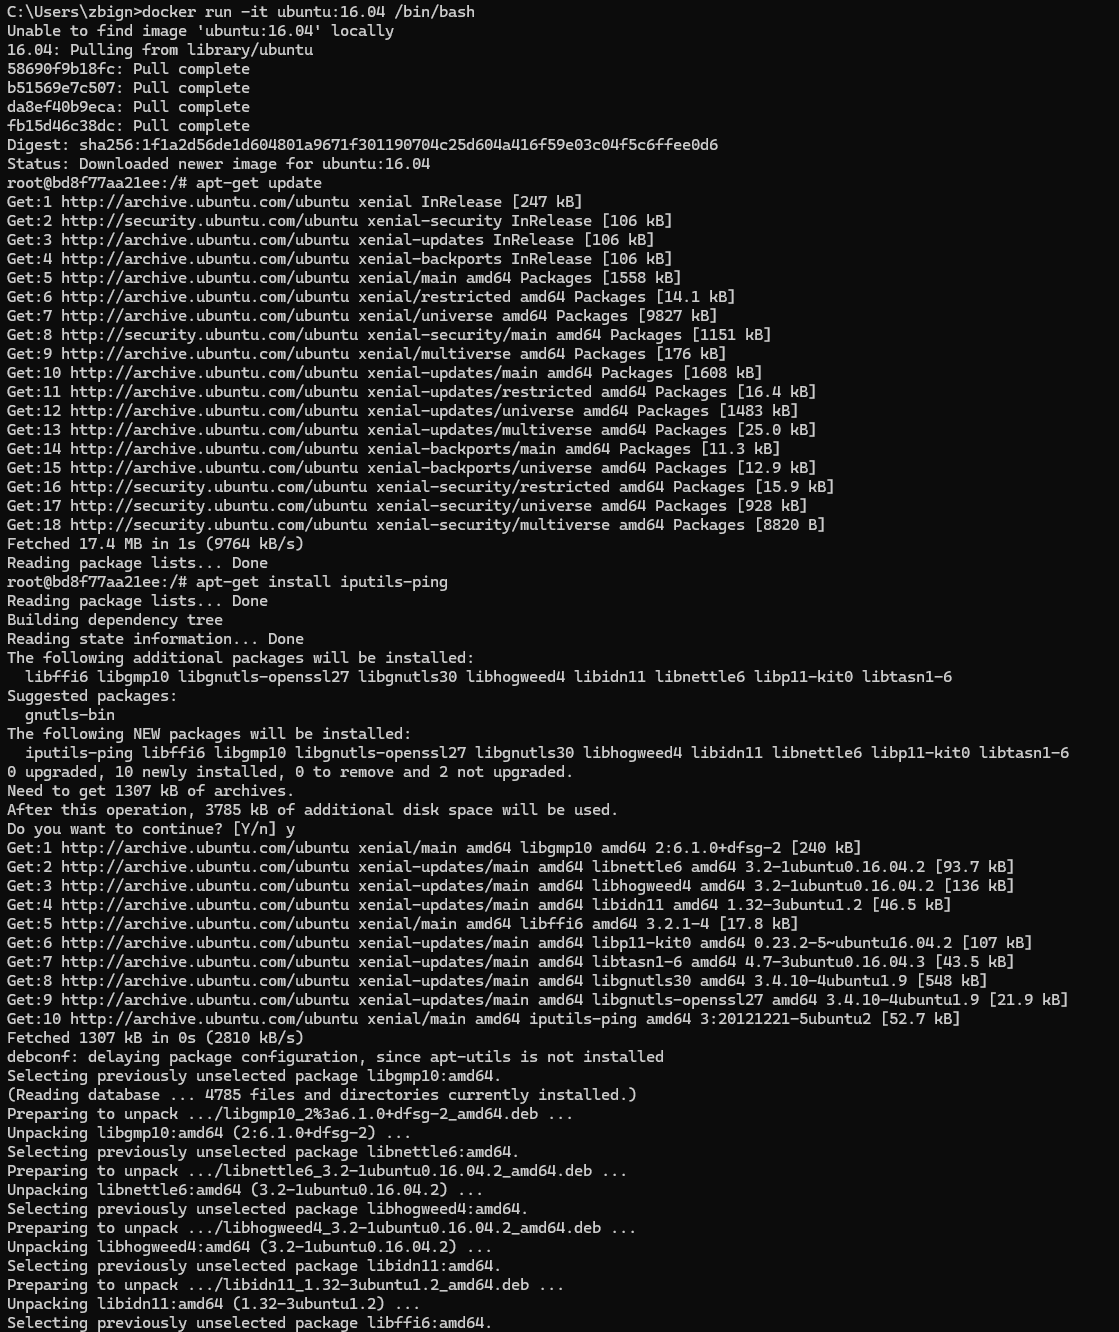 C:\Users\zbign>docker run -it ubuntu:16.04 /bin/bash
Unable to find image 'ubuntu:16.04' locally
16.04: Pulling from library/ubuntu
58690f9b18fc: Pull complete
b51569e7c507: Pull complete
da8ef40b9eca: Pull complete
fb15d46c38dc: Pull complete
Digest: sha256:1f1a2d56de1d604801a9671f301190704c25d604a416f59e03c04f5c6ffee0d6
Status: Downloaded newer image for ubuntu:16.04
root@bd8f77aa21ee:/# apt-get update
Get:1 http://archive.ubuntu.com/ubuntu xenial InRelease [247 kB]
Get:2 http://security.ubuntu.com/ubuntu xenial-security InRelease [106 kB]
Get:3 http://archive.ubuntu.com/ubuntu xenial-updates InRelease [106 kB]
Get:4 http://archive.ubuntu.com/ubuntu xenial-backports InRelease [106 kB]
Get:5 http://archive.ubuntu.com/ubuntu xenial/main amd64 Packages [1558 kB]
Get:6 http://archive.ubuntu.com/ubuntu xenial/restricted amd64 Packages [14.1 kB]
Get:7 http://archive.ubuntu.com/ubuntu xenial/universe amd64 Packages [9827 kB]
Get:8 http://security.ubuntu.com/ubuntu xenial-security/main amd64 Packages [1151 kB]
Get:9 http://archive.ubuntu.com/ubuntu xenial/multiverse amd64 Packages [176 kB]
Get:10 http://archive.ubuntu.com/ubuntu xenial-updates/main amd64 Packages [1608 kB]
Get:11 http://archive.ubuntu.com/ubuntu xenial-updates/restricted amd64 Packages [16.4 kB]
Get:12 http://archive.ubuntu.com/ubuntu xenial-updates/universe amd64 Packages [1483 kB]
Get:13 http://archive.ubuntu.com/ubuntu xenial-updates/multiverse amd64 Packages [25.0 kB]
Get:14 http://archive.ubuntu.com/ubuntu xenial-backports/main amd64 Packages [11.3 kB]
Get:15 http://archive.ubuntu.com/ubuntu xenial-backports/universe amd64 Packages [12.9 kB]
Get:16 http://security.ubuntu.com/ubuntu xenial-security/restricted amd64 Packages [15.9 kB]
Get:17 http://security.ubuntu.com/ubuntu xenial-security/universe amd64 Packages [928 kB]
Get:18 http://security.ubuntu.com/ubuntu xenial-security/multiverse amd64 Packages [8820 B]
Fetched 17.4 MB in 1s (9764 kB/s)
Reading package lists... Done
root@bd8f77aa21ee:/# apt-get install iputils-ping
Reading package lists... Done
Building dependency tree
Reading state information... Done
The following additional packages will be installed:
  libffi6 libgmp10 libgnutls-openssl27 libgnutls30 libhogweed4 libidn11 libnettle6 libp11-kit0 libtasn1-6
Suggested packages:
  gnutls-bin
The following NEW packages will be installed:
  iputils-ping libffi6 libgmp10 libgnutls-openssl27 libgnutls30 libhogweed4 libidn11 libnettle6 libp11-kit0 libtasn1-6
0 upgraded, 10 newly installed, 0 to remove and 2 not upgraded.
Need to get 1307 kB of archives.
After this operation, 3785 kB of additional disk space will be used.
Do you want to continue? [Y/n] y
Get:1 http://archive.ubuntu.com/ubuntu xenial/main amd64 libgmp10 amd64 2:6.1.0+dfsg-2 [240 kB]
Get:2 http://archive.ubuntu.com/ubuntu xenial-updates/main amd64 libnettle6 amd64 3.2-1ubuntu0.16.04.2 [93.7 kB]
Get:3 http://archive.ubuntu.com/ubuntu xenial-updates/main amd64 libhogweed4 amd64 3.2-1ubuntu0.16.04.2 [136 kB]
Get:4 http://archive.ubuntu.com/ubuntu xenial-updates/main amd64 libidn11 amd64 1.32-3ubuntu1.2 [46.5 kB]
Get:5 http://archive.ubuntu.com/ubuntu xenial/main amd64 libffi6 amd64 3.2.1-4 [17.8 kB]
Get:6 http://archive.ubuntu.com/ubuntu xenial-updates/main amd64 libp11-kit0 amd64 0.23.2-5~ubuntu16.04.2 [107 kB]
Get:7 http://archive.ubuntu.com/ubuntu xenial-updates/main amd64 libtasn1-6 amd64 4.7-3ubuntu0.16.04.3 [43.5 kB]
Get:8 http://archive.ubuntu.com/ubuntu xenial-updates/main amd64 libgnutls30 amd64 3.4.10-4ubuntu1.9 [548 kB]
Get:9 http://archive.ubuntu.com/ubuntu xenial-updates/main amd64 libgnutls-openssl27 amd64 3.4.10-4ubuntu1.9 [21.9 kB]
Get:10 http://archive.ubuntu.com/ubuntu xenial/main amd64 iputils-ping amd64 3:20121221-5ubuntu2 [52.7 kB]
Fetched 1307 kB in 0s (2810 kB/s)
debconf: delaying package configuration, since apt-utils is not installed
Selecting previously unselected package libgmp10:amd64.
(Reading database ... 4785 files and directories currently installed.)
Preparing to unpack .../libgmp10_2%3a6.1.0+dfsg-2_amd64.deb ...
Unpacking libgmp10:amd64 (2:6.1.0+dfsg-2) ...
Selecting previously unselected package libnettle6:amd64.
Preparing to unpack .../libnettle6_3.2-1ubuntu0.16.04.2_amd64.deb ...
Unpacking libnettle6:amd64 (3.2-1ubuntu0.16.04.2) ...
Selecting previously unselected package libhogweed4:amd64.
Preparing to unpack .../libhogweed4_3.2-1ubuntu0.16.04.2_amd64.deb ...
Unpacking libhogweed4:amd64 (3.2-1ubuntu0.16.04.2) ...
Selecting previously unselected package libidn11:amd64.
Preparing to unpack .../libidn11_1.32-3ubuntu1.2_amd64.deb ...
Unpacking libidn11:amd64 (1.32-3ubuntu1.2) ...
Selecting previously unselected package libffi6:amd64.